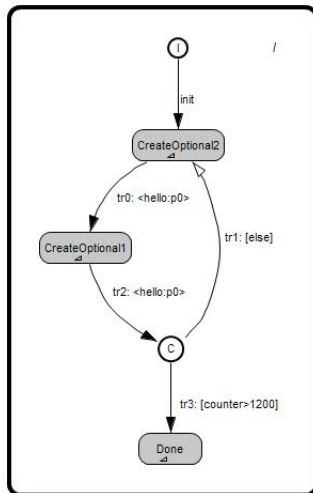 I
/
init
CreateOptional2
tr0: <hello:p0>
CreateOptional1
tr1: [else]
tr2: <hello:p0>
C
tr3: [counter>1200]
Done